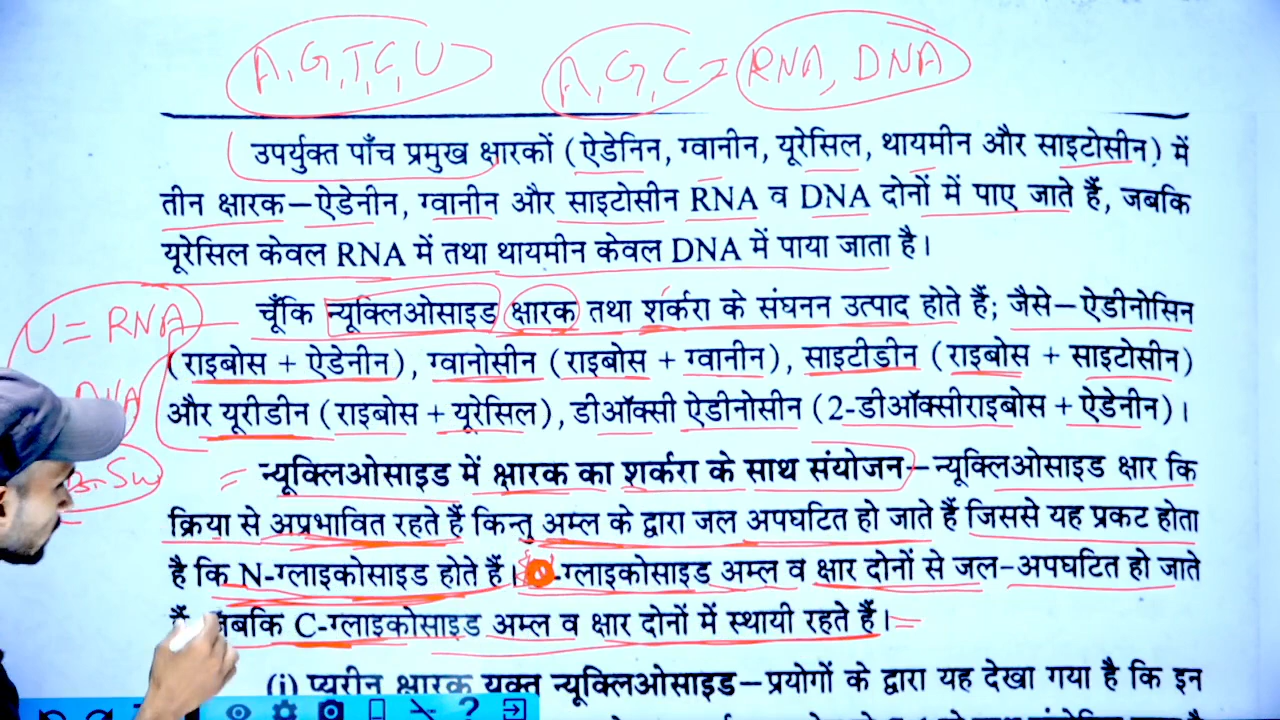 A, G, T, C, U A, G, C = RNA, DNA
उपर्युक्त पाँच प्रमुख क्षारकों (ऐडेनिन, ग्वानीन, यूरेसिल, थायमीन और साइटोसीन) में
तीन क्षारक–ऐडेनीन, ग्वानीन और साइटोसीन RNA व DNA दोनों में पाए जाते हैं, जबकि
यूरेसिल केवल RNA में तथा थायमीन केवल DNA में पाया जाता है।
चूँकि न्यूक्लिओसाइड क्षारक तथा शर्करा के संघनन उत्पाद होते हैं; जैसे–ऐडीनोसिन
U = RNA
(राइबोस + ऐडेनीन), ग्वानोसीन (राइबोस + ग्वानीन), साइटीडीन (राइबोस + साइटोसीन)
DNA
और यूरीडीन (राइबोस + यूरेसिल), डीऑक्सी ऐडीनोसीन (2-डीऑक्सीराइबोस + ऐडेनीन)।
= न्यूक्लिओसाइड में क्षारक का शर्करा के साथ संयोजन–न्यूक्लिओसाइड क्षार कि
क्रिया से अप्रभावित रहते हैं किन्तु अम्ल के द्वारा जल अपघटित हो जाते हैं जिससे यह प्रकट होता
है कि N-ग्लाइकोसाइड होते हैं। O-ग्लाइकोसाइड अम्ल व क्षार दोनों से जल-अपघटित हो जाते
हैं, जबकि C-ग्लाइकोसाइड अम्ल व क्षार दोनों में स्थायी रहते हैं। =
(i) प्यूरीन क्षारक युक्त न्यूक्लिओसाइड–प्रयोगों के द्वारा यह देखा गया है कि इन